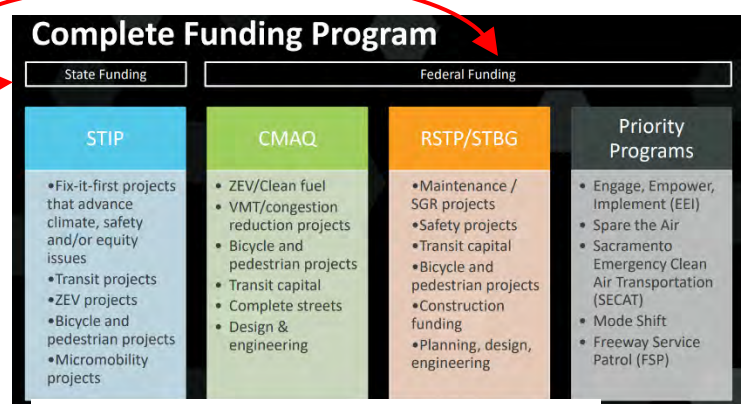 Complete Funding Program
State Funding
Federal Funding
STIP
•Fix-it-first projects
that advance
climate, safety
and/or equity
issues
•Transit projects
•ZEV projects
•Bicycle and
pedestrian projects
•Micromobility
projects
CMAQ
• ZEV/Clean fuel
• VMT/congestion
reduction projects
• Bicycle and
pedestrian projects
• Transit capital
• Complete streets
• Design &
engineering
RSTP/STBG
•Maintenance /
SGR projects
•Safety projects
•Transit capital
•Bicycle and
pedestrian projects
•Construction
funding
•Planning, design,
engineering
Priority
Programs
• Engage, Empower,
Implement (EEI)
• Spare the Air
• Sacramento
Emergency Clean
Air Transportation
(SECAT)
• Mode Shift
• Freeway Service
Patrol (FSP)